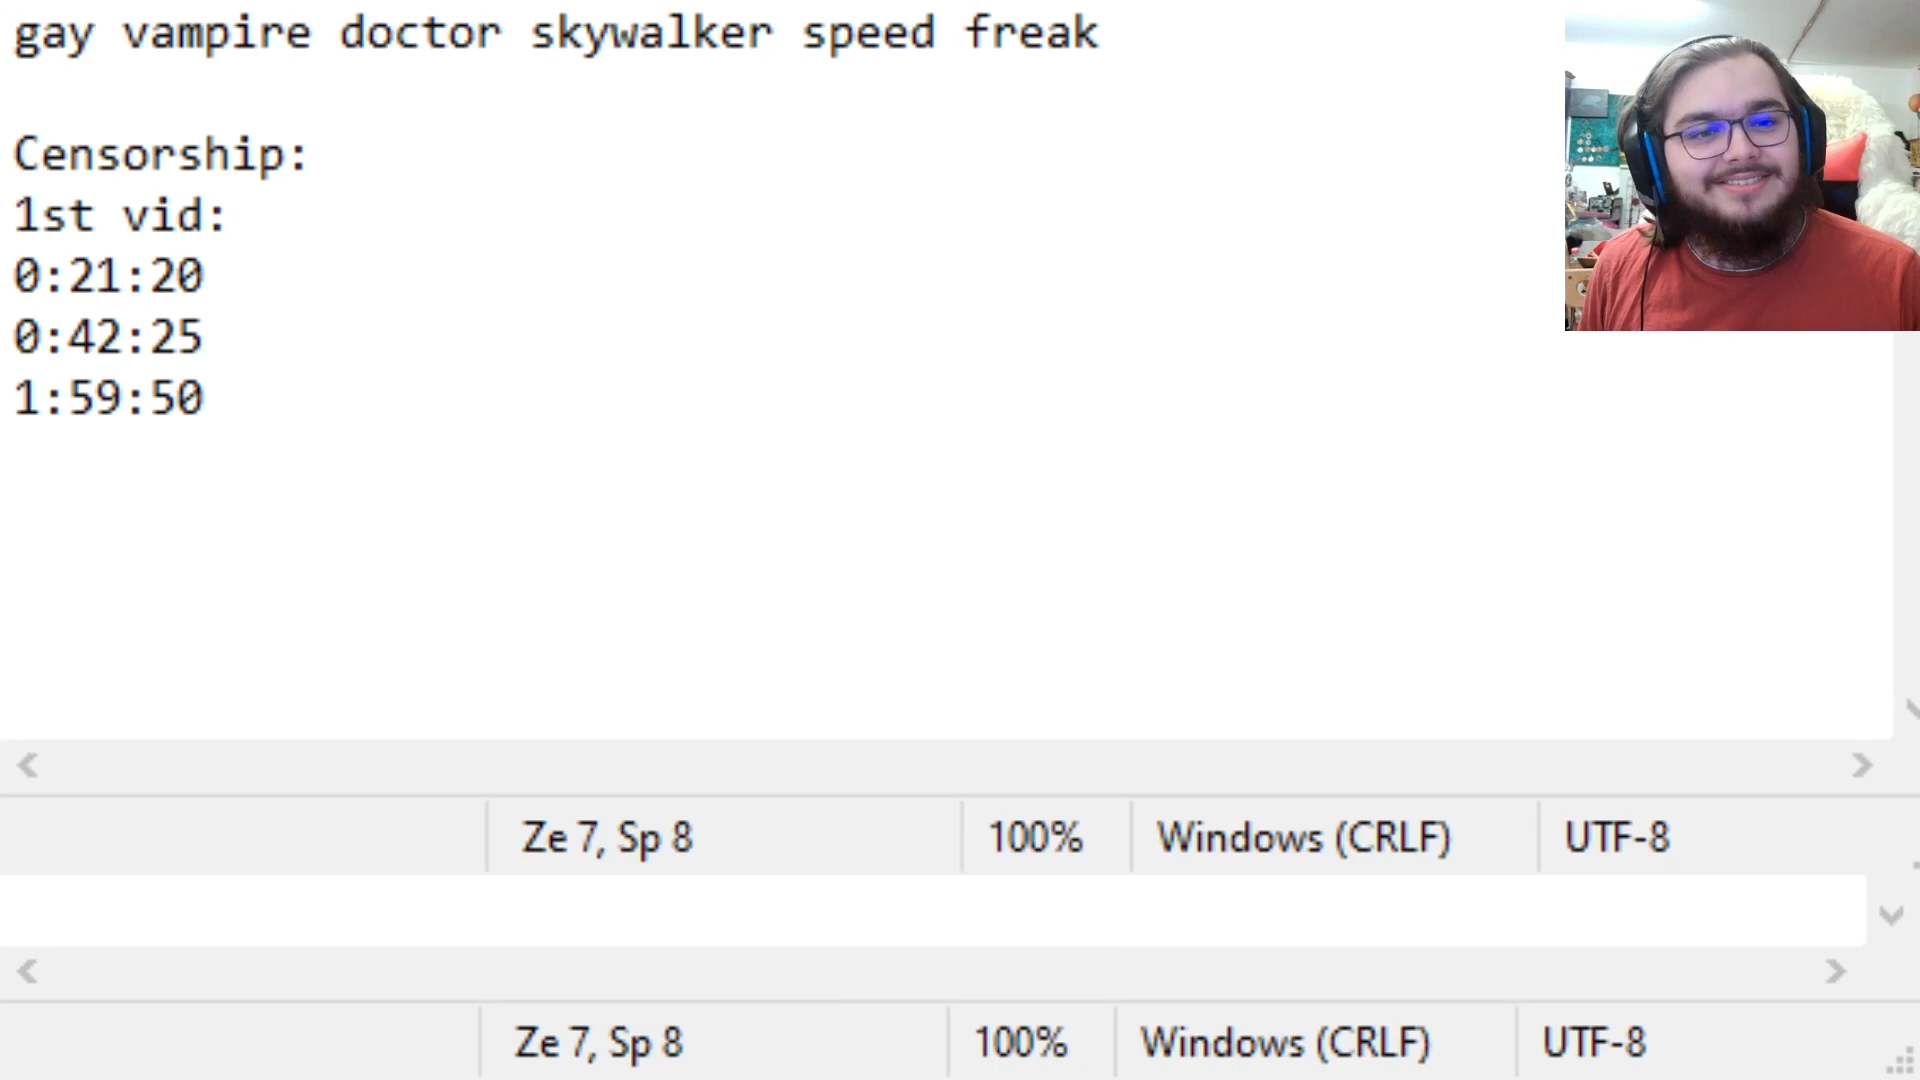 gay vampire doctor skywalker speed freak
Censorship:
1st vid:
0:21:20
0:42:25
1:59:50
Ze 7, Sp 8 100% Windows (CRLF) UTF-8
Ze 7, Sp 8 100% Windows (CRLF) UTF-8